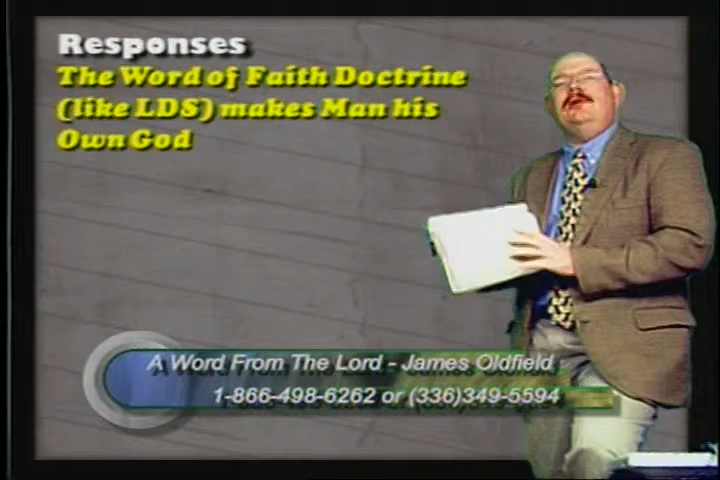 Responses
The Word of Faith Doctrine
(like LDS) makes Man his
Own God
A Word From The Lord - James Oldfield
1-866-498-6262 or (336)349-5594